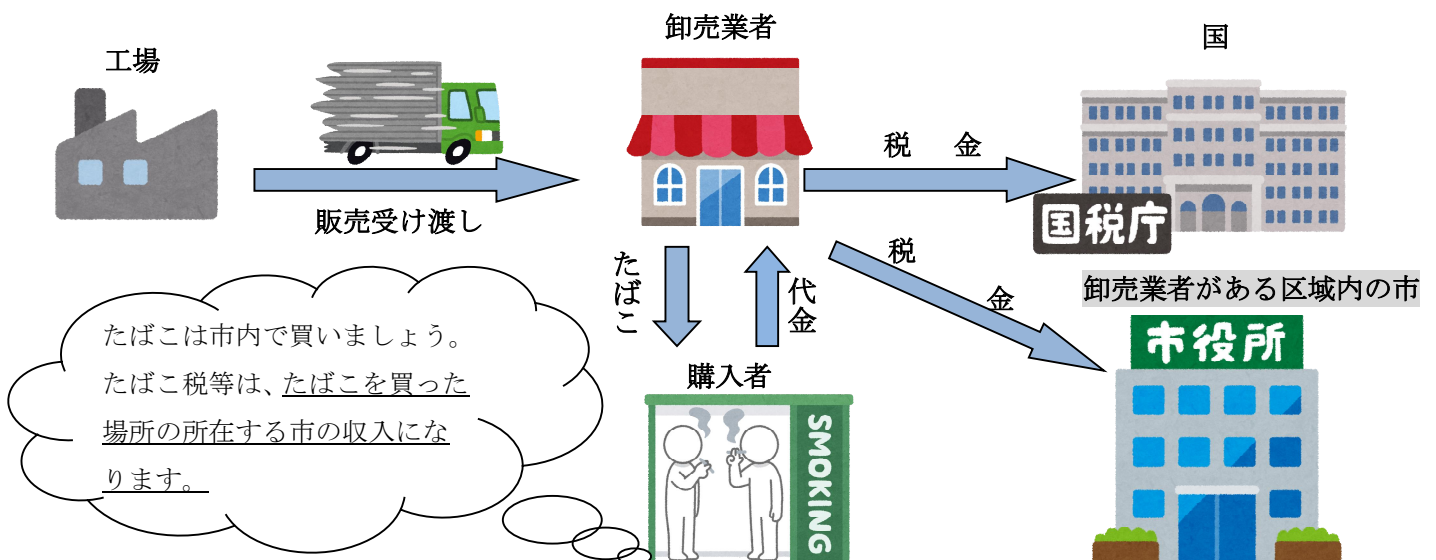 工場
卸売業者
国
販売受け渡し
税　金
国税庁
たばこ
代金
税　金
卸売業者がある区域内の市
市役所
購入者
SMOKING
たばこは市内で買いましょう。
たばこ税等は、たばこを買った
場所の所在する市の収入にな
ります。